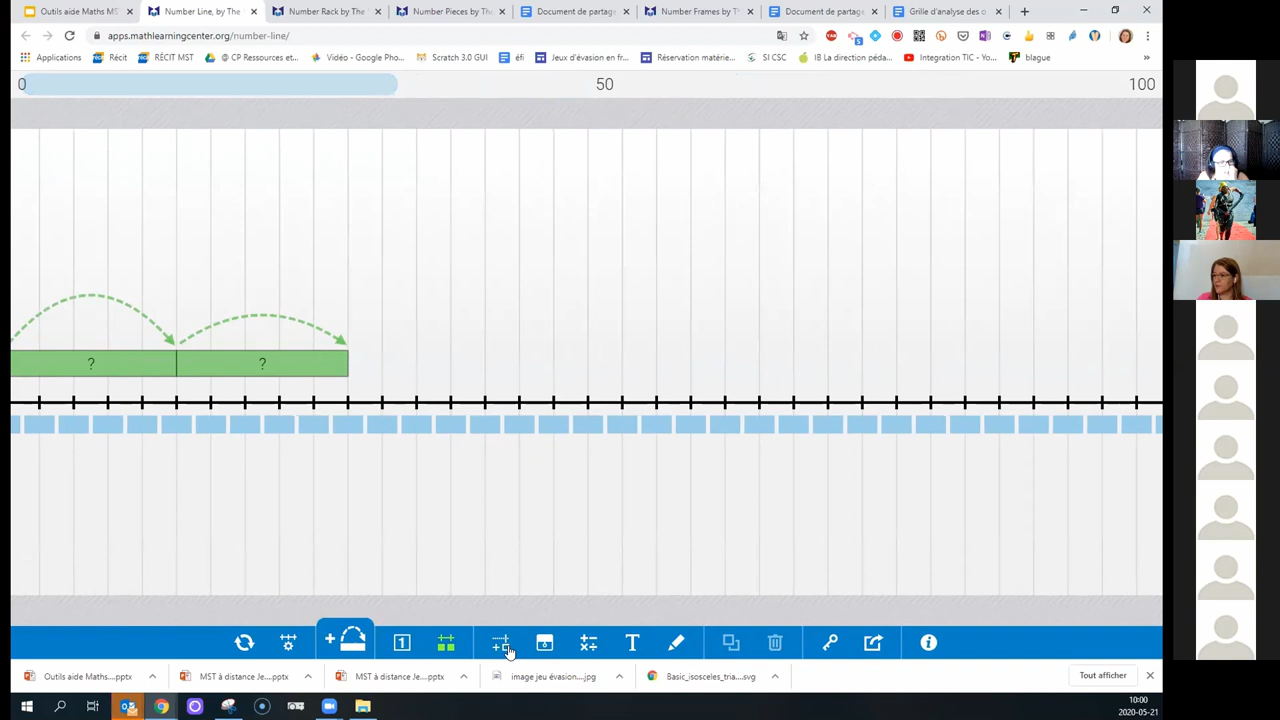 Outils aide Maths MS
Number Line, by The
Number Rack by The
Number Pieces by The
Document de partag
Number Frames by T
Document de partag
Grille d'analyse des o
apps.mathlearningcenter.org/number-line/
Applications
Récit
RÉCIT MST
@ CP Ressources et...
Vidéo - Google Pho...
Scratch 3.0 GUI
éfi
Jeux d'évasion en fr...
Réservation matérie...
SI CSC
IB La direction péda...
Integration TIC - Yo...
blague
0
50
100
?
?
1
T
Outils aide Maths....pptx
MST à distance Je....pptx
MST à distance Je....pptx
image jeu évasion....jpg
Basic_isosceles_tria....svg
Tout afficher
10:00
2020-05-21